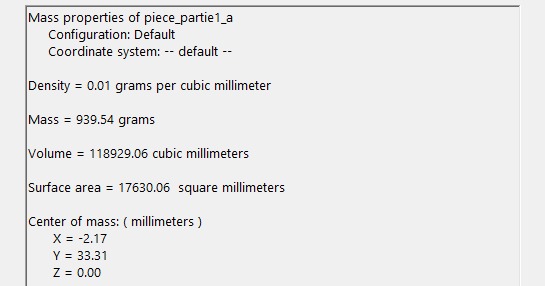 Mass properties of piece_partie1_a
Configuration: Default
Coordinate system: -- default --
Density = 0.01 grams per cubic millimeter
Mass = 939.54 grams
Volume = 118929.06 cubic millimeters
Surface area = 17630.06  square millimeters
Center of mass: ( millimeters )
X = -2.17
Y = 33.31
Z = 0.00